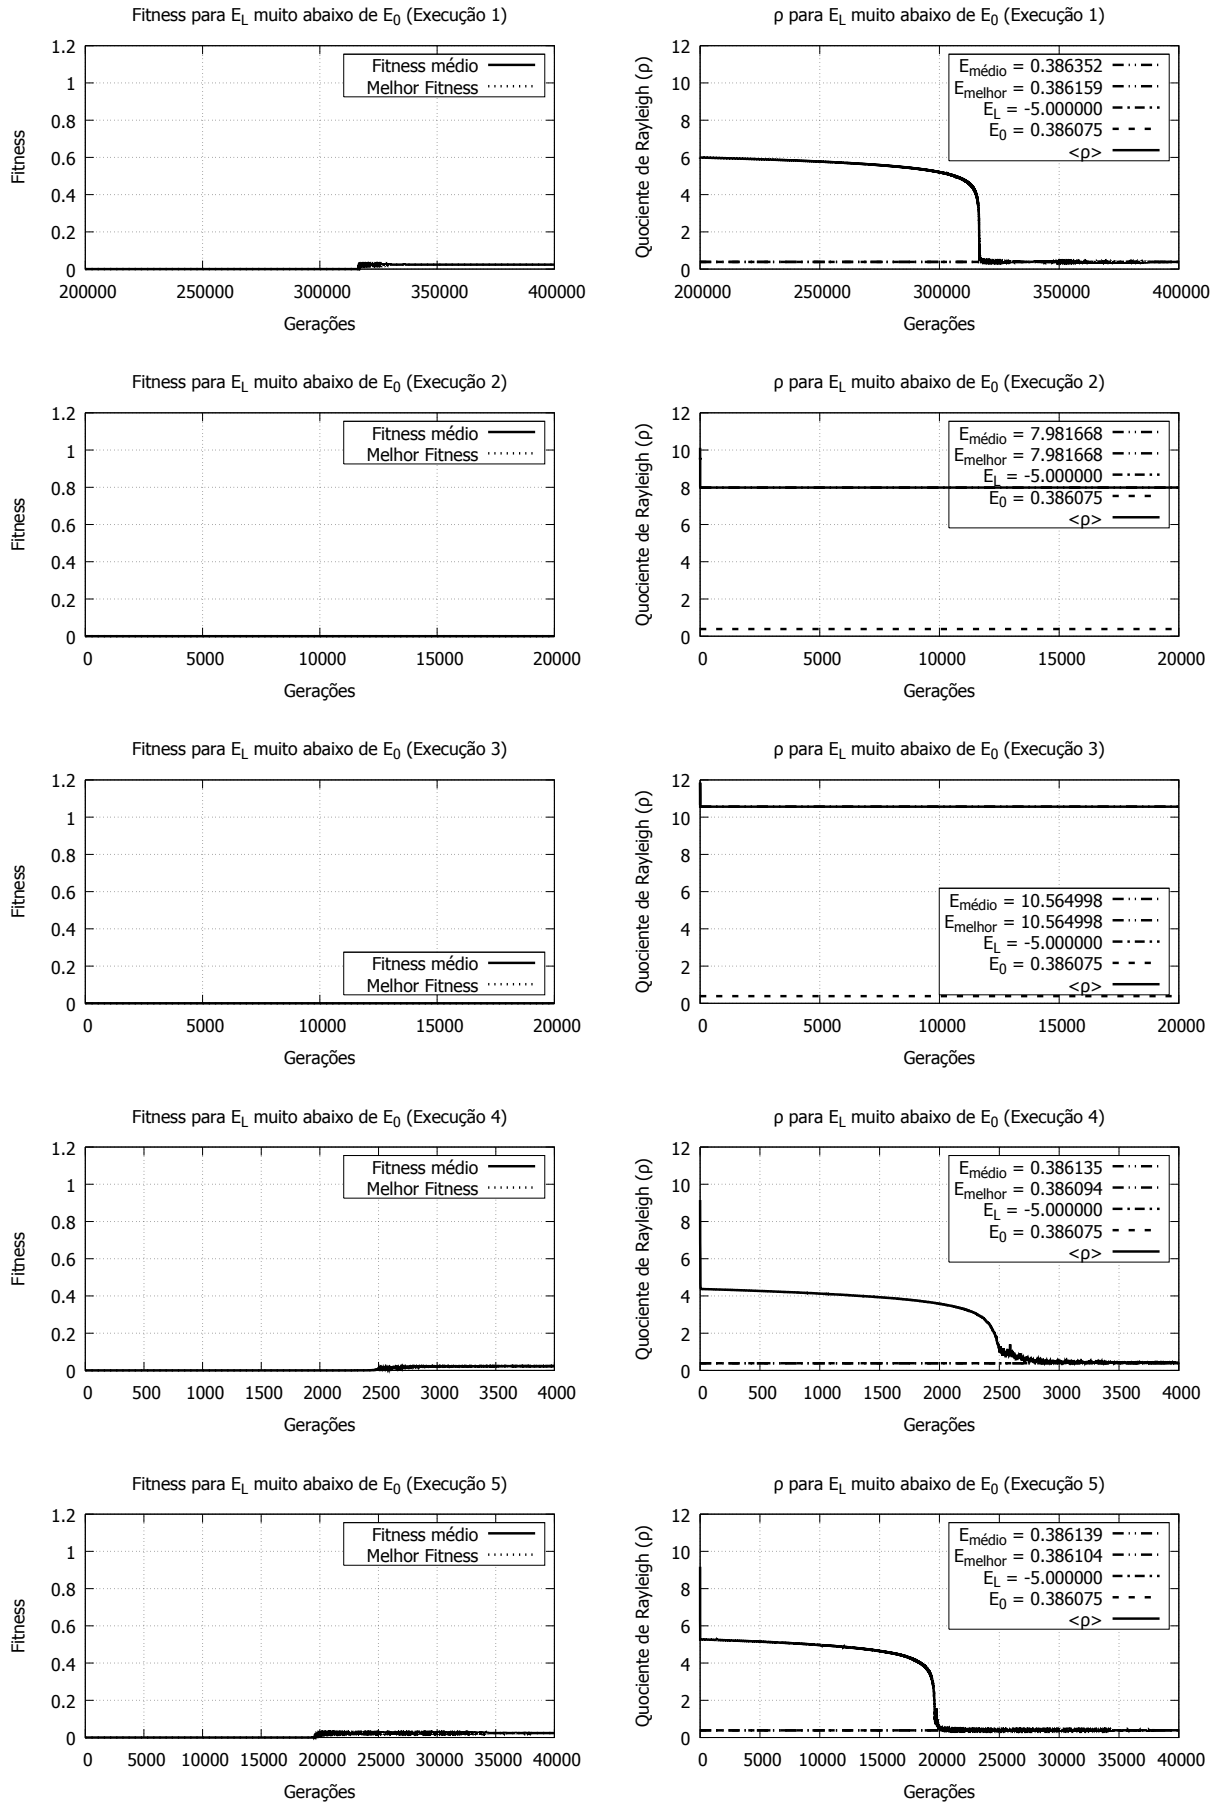 Fitness para E_L muito abaixo de E_0 (Execução 1)
Fitness
1.2
1
0.8
0.6
0.4
0.2
0
Fitness médio
Melhor Fitness
200000 250000 300000 350000 400000
Gerações
ρ para E_L muito abaixo de E_0 (Execução 1)
Quociente de Rayleigh (ρ)
12
10
8
6
4
2
0
E_médio = 0.386352
E_melhor = 0.386159
E_L = -5.000000
E_0 = 0.386075
<ρ>
200000 250000 300000 350000 400000
Gerações
Fitness para E_L muito abaixo de E_0 (Execução 2)
Fitness
1.2
1
0.8
0.6
0.4
0.2
0
Fitness médio
Melhor Fitness
0 5000 10000 15000 20000
Gerações
ρ para E_L muito abaixo de E_0 (Execução 2)
Quociente de Rayleigh (ρ)
12
10
8
6
4
2
0
E_médio = 7.981668
E_melhor = 7.981668
E_L = -5.000000
E_0 = 0.386075
<ρ>
0 5000 10000 15000 20000
Gerações
Fitness para E_L muito abaixo de E_0 (Execução 3)
Fitness
1.2
1
0.8
0.6
0.4
0.2
0
Fitness médio
Melhor Fitness
0 5000 10000 15000 20000
Gerações
ρ para E_L muito abaixo de E_0 (Execução 3)
Quociente de Rayleigh (ρ)
12
10
8
6
4
2
0
E_médio = 10.564998
E_melhor = 10.564998
E_L = -5.000000
E_0 = 0.386075
<ρ>
0 5000 10000 15000 20000
Gerações
Fitness para E_L muito abaixo de E_0 (Execução 4)
Fitness
1.2
1
0.8
0.6
0.4
0.2
0
Fitness médio
Melhor Fitness
0 500 1000 1500 2000 2500 3000 3500 4000
Gerações
ρ para E_L muito abaixo de E_0 (Execução 4)
Quociente de Rayleigh (ρ)
12
10
8
6
4
2
0
E_médio = 0.386135
E_melhor = 0.386094
E_L = -5.000000
E_0 = 0.386075
<ρ>
0 500 1000 1500 2000 2500 3000 3500 4000
Gerações
Fitness para E_L muito abaixo de E_0 (Execução 5)
Fitness
1.2
1
0.8
0.6
0.4
0.2
0
Fitness médio
Melhor Fitness
0 5000 10000 15000 20000 25000 30000 35000 40000
Gerações
ρ para E_L muito abaixo de E_0 (Execução 5)
Quociente de Rayleigh (ρ)
12
10
8
6
4
2
0
E_médio = 0.386139
E_melhor = 0.386104
E_L = -5.000000
E_0 = 0.386075
<ρ>
0 5000 10000 15000 20000 25000 30000 35000 40000
Gerações